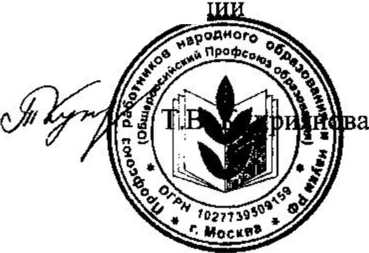 ции
Профсоюз работников народного образования и науки РФ
(Общероссийский Профсоюз образования)
Т.В.
ОГРН 1027739509159
* г. Москва *